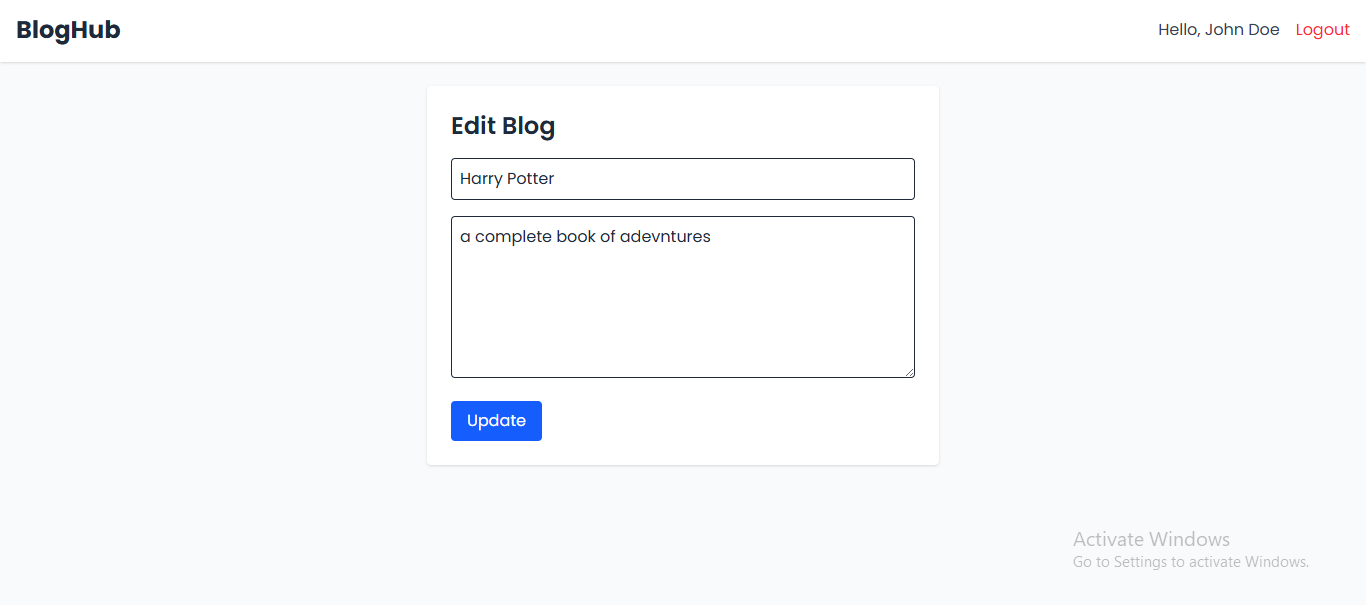 BlogHub
Hello, John Doe Logout
Edit Blog
Harry Potter
a complete book of adevntures
Update
Activate Windows
Go to Settings to activate Windows.